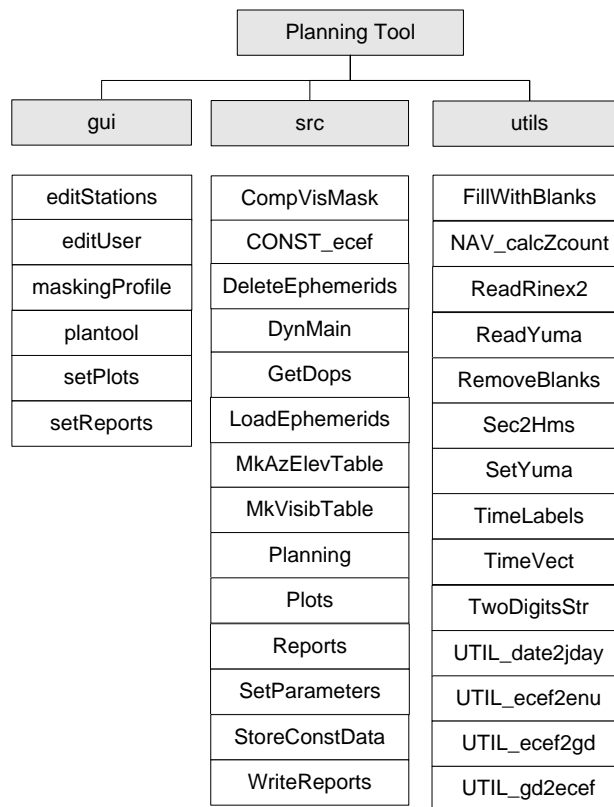 Planning Tool
gui
src
utils
editStations
editUser
maskingProfile
plantool
setPlots
setReports
CompVisMask
CONST_ecef
DeleteEphemerids
DynMain
GetDops
LoadEphemerids
MkAzElevTable
MkVisibTable
Planning
Plots
Reports
SetParameters
StoreConstData
WriteReports
FillWithBlanks
NAV_calcZcount
ReadRinex2
ReadYuma
RemoveBlanks
Sec2Hms
SetYuma
TimeLabels
TimeVect
TwoDigitsStr
UTIL_date2jday
UTIL_ecef2enu
UTIL_ecef2gd
UTIL_gd2ecef